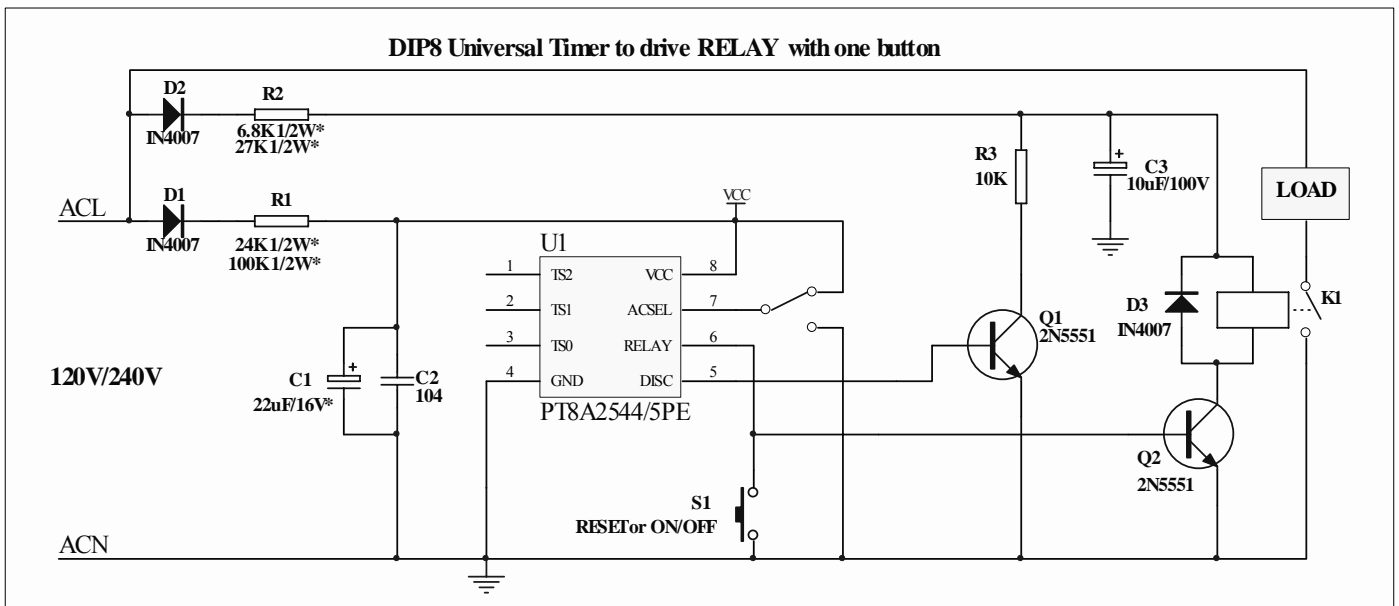 DIP8 Universal Timer to drive RELAY with one button
D2
IN4007
R2
6.8K1/2W*
27K1/2W*
ACL
D1
IN4007
R1
24K1/2W*
100K1/2W*
VCC
R3
10K
+
C3
10uF/100V
LOAD
U1
1 TS2 VCC 8
2 TS1 ACSEL 7
3 TS0 RELAY 6
4 GND DISC 5
PT8A2544/5PE
Q1
2N5551
D3
IN4007
K1
120V/240V
+
C1
22uF/16V*
C2
104
Q2
2N5551
S1
RESETor ON/OFF
ACN